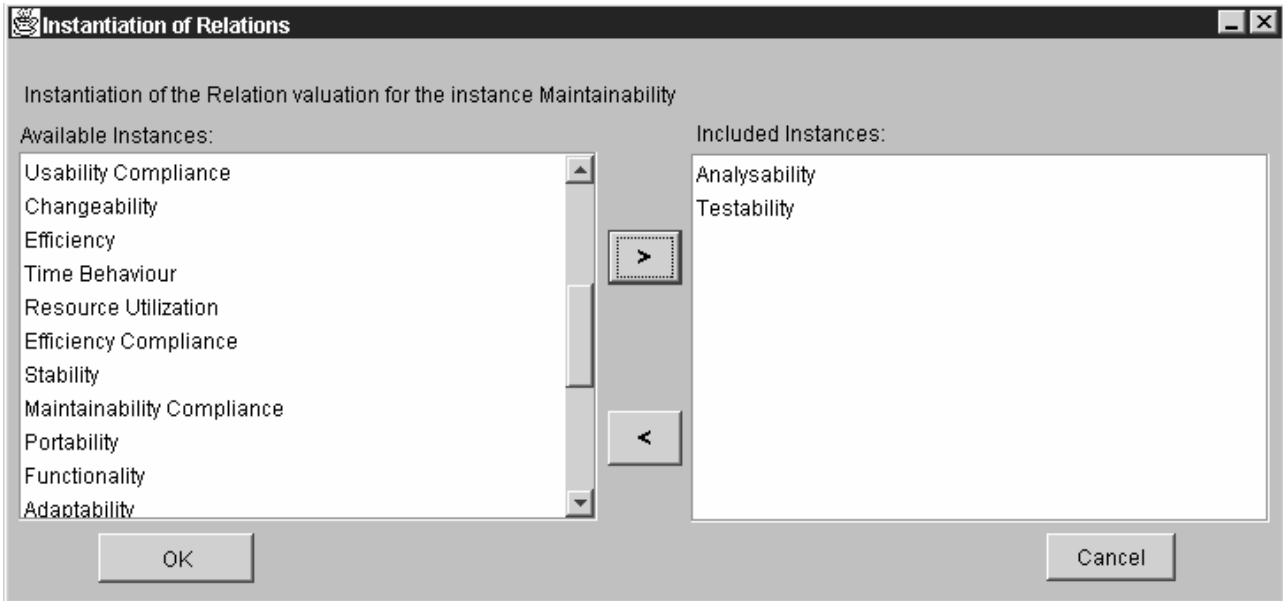 Instantiation of Relations
Instantiation of the Relation valuation for the instance Maintainability
Available Instances:
Usability Compliance
Changeability
Efficiency
Time Behaviour
Resource Utilization
Efficiency Compliance
Stability
Maintainability Compliance
Portability
Functionality
Adaptability
>
<
Included Instances:
Analysability
Testability
OK
Cancel